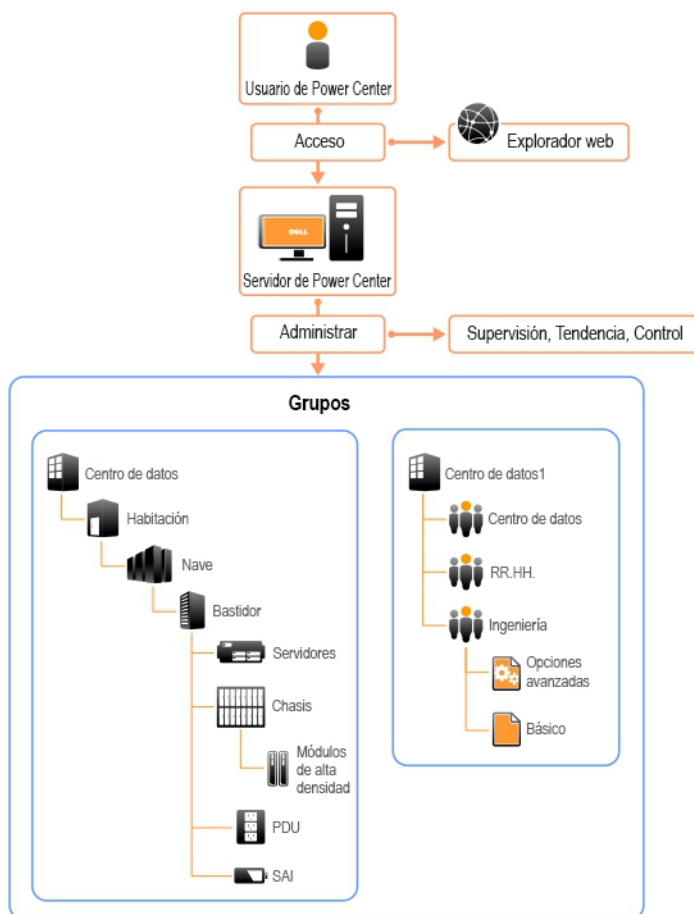 Usuario de Power Center
Acceso
Explorador web
DELL
Servidor de Power Center
Administrar
Supervisión, Tendencia, Control
Grupos
Centro de datos
Habitación
Nave
Bastidor
Servidores
Chasis
Módulos
de alta
densidad
PDU
SAI
Centro de datos1
Centro de datos
RR.HH.
Ingeniería
Opciones
avanzadas
Básico